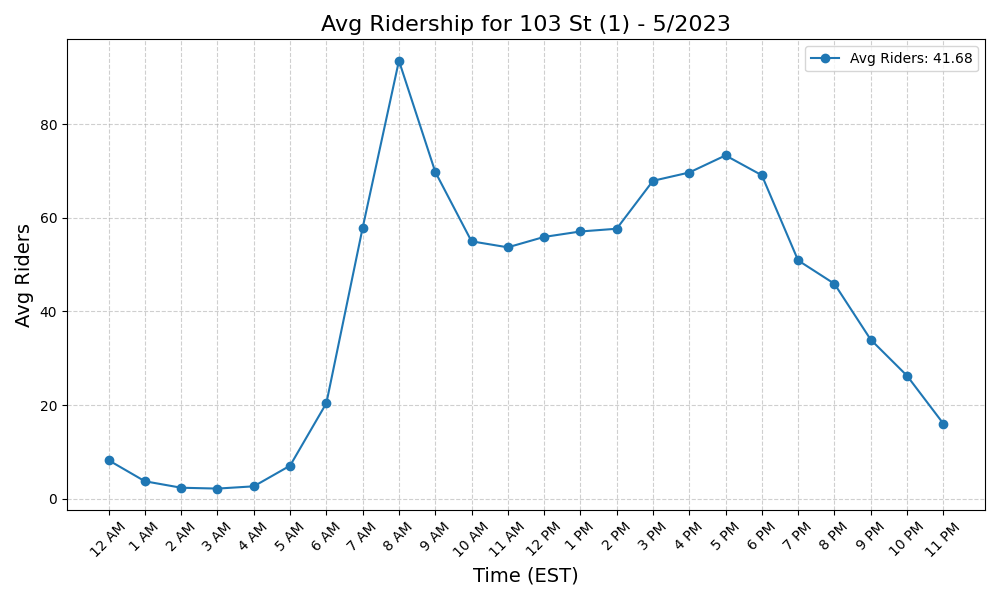 Avg Ridership for 103 St (1) - 5/2023
Avg Riders: 41.68
Avg Riders
80
60
40
20
0
12 AM
1 AM
2 AM
3 AM
4 AM
5 AM
6 AM
7 AM
8 AM
9 AM
10 AM
11 AM
12 PM
1 PM
2 PM
3 PM
4 PM
5 PM
6 PM
7 PM
8 PM
9 PM
10 PM
11 PM
Time (EST)